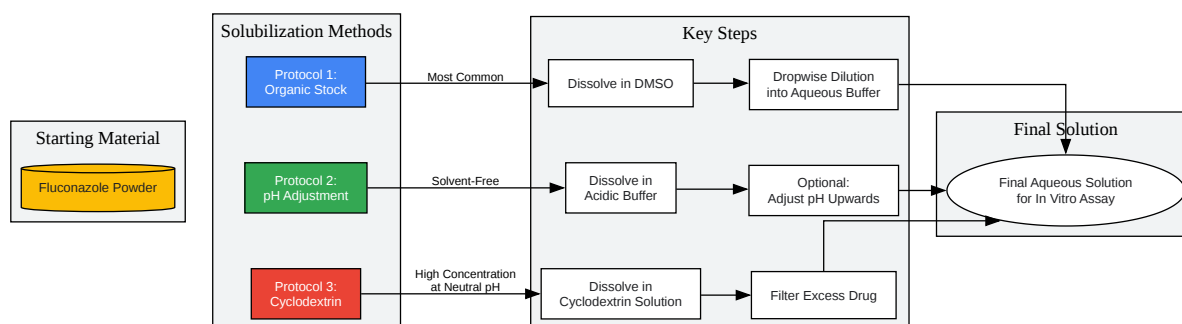 Starting Material
Fluconazole Powder
Solubilization Methods
Protocol 1:
Organic Stock
Protocol 2:
pH Adjustment
Protocol 3:
Cyclodextrin
Most Common
Solvent-Free
High Concentration
at Neutral pH
Key Steps
Dissolve in DMSO
Dropwise Dilution
into Aqueous Buffer
Dissolve in
Acidic Buffer
Optional:
Adjust pH Upwards
Dissolve in
Cyclodextrin Solution
Filter Excess Drug
Final Solution
Final Aqueous Solution
for In Vitro Assay